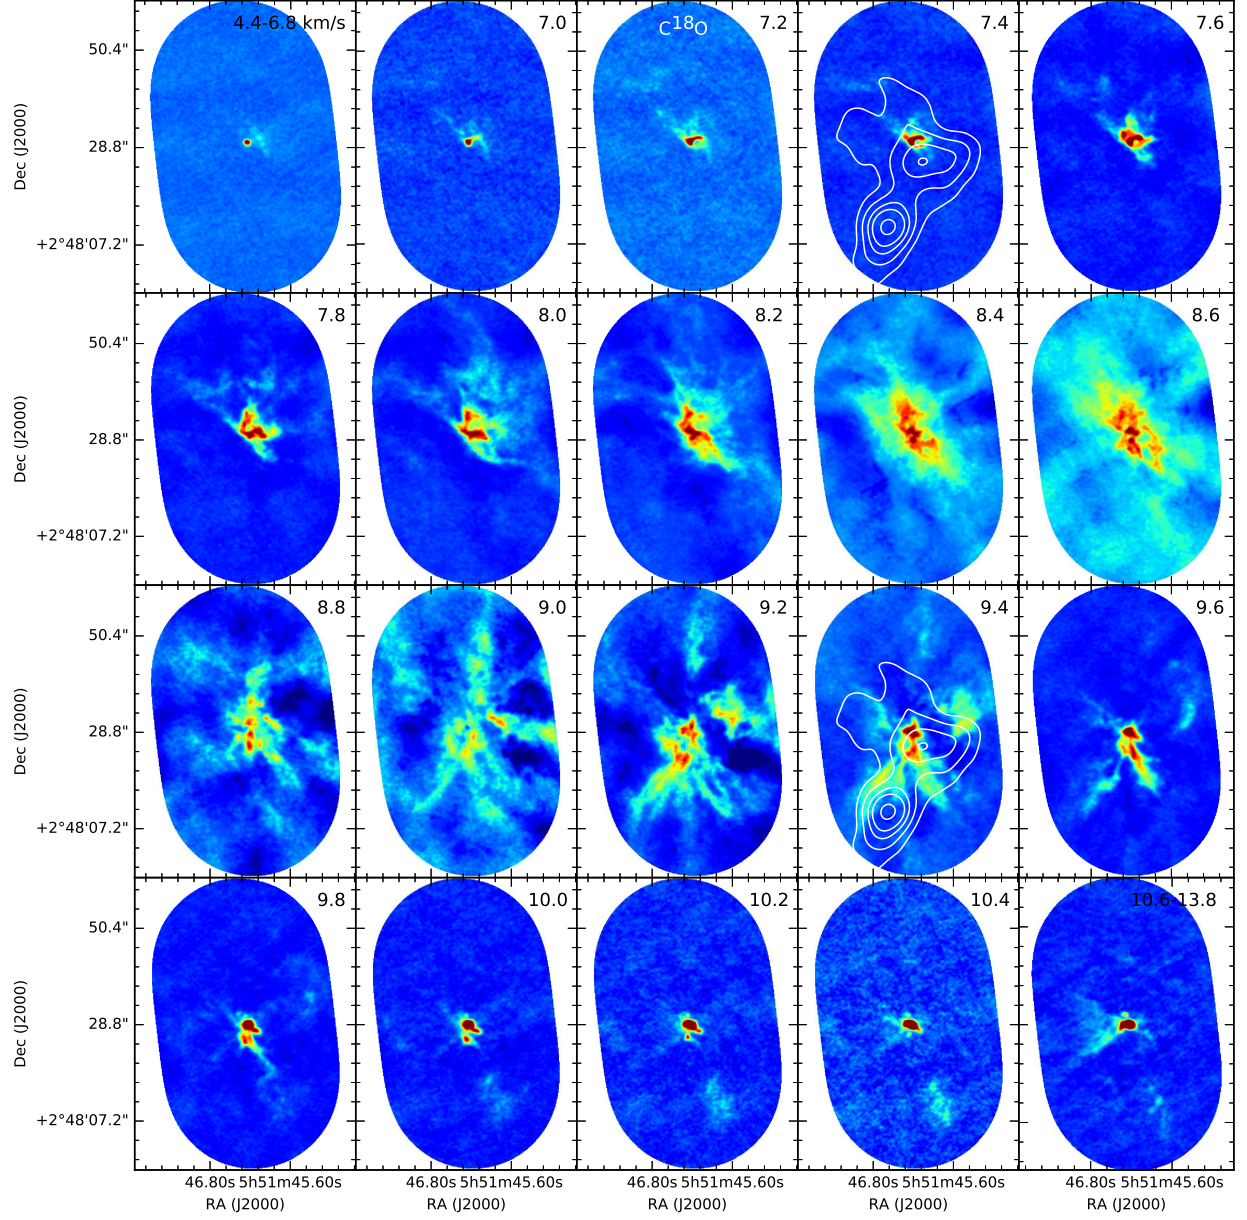 4.4-6.8 km/s
7.0
C18O
7.2
7.4
7.6
50.4"
28.8"
+2°48'07.2"
Dec (J2000)
7.8
8.0
8.2
8.4
8.6
50.4"
28.8"
+2°48'07.2"
Dec (J2000)
8.8
9.0
9.2
9.4
9.6
50.4"
28.8"
+2°48'07.2"
Dec (J2000)
9.8
10.0
10.2
10.4
10.6-13.8
50.4"
28.8"
+2°48'07.2"
Dec (J2000)
46.80s 5h51m45.60s
46.80s 5h51m45.60s
46.80s 5h51m45.60s
46.80s 5h51m45.60s
46.80s 5h51m45.60s
RA (J2000)
RA (J2000)
RA (J2000)
RA (J2000)
RA (J2000)